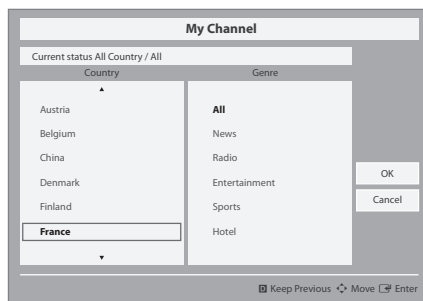 My Channel
Current status All Country / All
Country
Genre
Austria
Belgium
China
Denmark
Finland
France
All
News
Radio
Entertainment
Sports
Hotel
OK
Cancel
D Keep Previous Move Enter